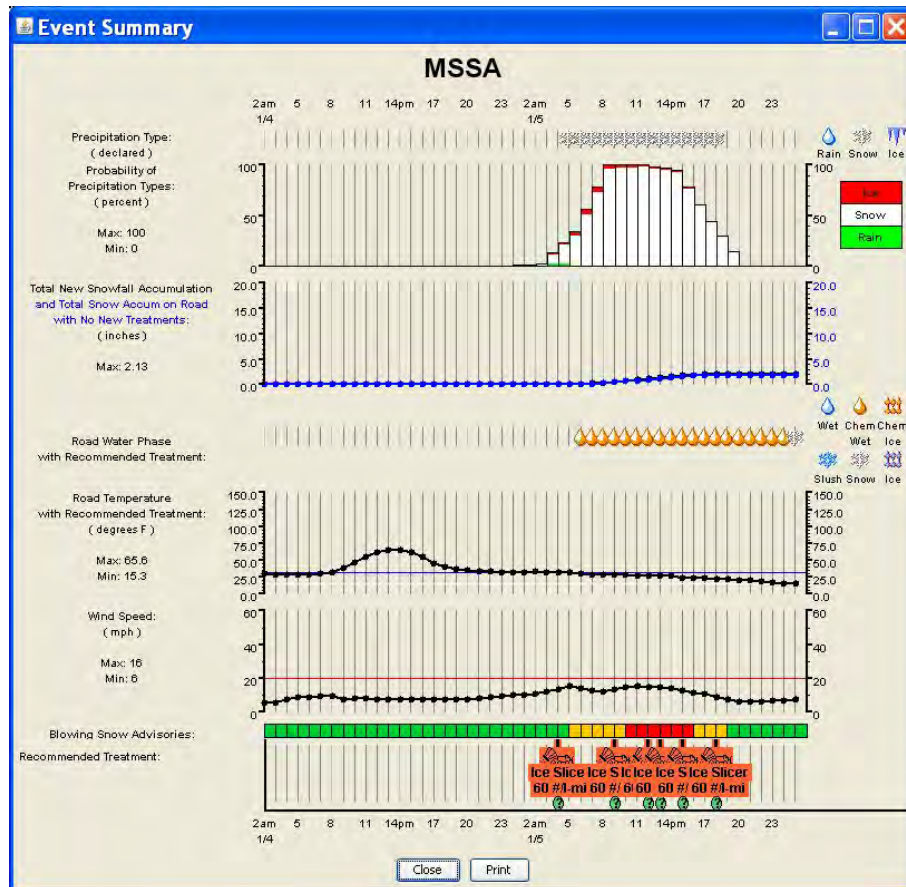 Event Summary
MSSA
2am 5 8 11 14pm 17 20 23 2am 5 8 11 14pm 17 20 23
1/4 1/5
Precipitation Type:
( declared )
Rain Snow Ice
Probability of
Precipitation Types:
( percent )
Max: 100
Min: 0
100
50
0
100
50
0
Ice
Snow
Rain
Total New Snowfall Accumulation
and Total Snow Accum on Road
with No New Treatments:
( inches )
Max: 2.13
20.0
15.0
10.0
5.0
0.0
20.0
15.0
10.0
5.0
0.0
Road Water Phase
with Recommended Treatment:
Wet Chem Chem
Wet Ice
Slush Snow Ice
Road Temperature
with Recommended Treatment:
( degrees F )
Max: 65.6
Min: 15.3
150.0
125.0
100.0
75.0
50.0
25.0
0.0
150.0
125.0
100.0
75.0
50.0
25.0
0.0
Wind Speed:
( mph )
Max: 16
Min: 6
60
40
20
0
60
40
20
0
Blowing Snow Advisories:
Recommended Treatment:
Ice Slice Ice S Ic Ice Ice S Ice Slicer
60 #/l-mi 60 #/ 6 60 60 #/ 60 #/l-mi
2am 5 8 11 14pm 17 20 23 2am 5 8 11 14pm 17 20 23
1/4 1/5
Close Print